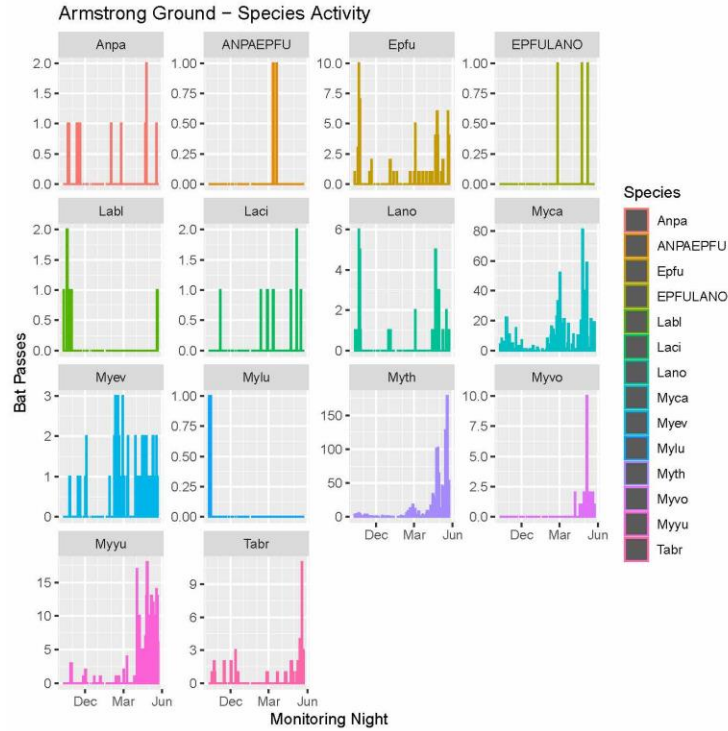 Armstrong Ground – Species Activity
Anpa ANPAEPFU Epfu EPFULANO
2.0 1.00 10.0 1.00
1.5 0.75 7.5 0.75
1.0 0.50 5.0 0.50
0.5 0.25 2.5 0.25
0.0 0.00 0.0 0.00
Labl Laci Lano Myca
2.0 2.0 6 80
1.5 1.5 4 60
1.0 1.0 2 40
0.5 0.5 0 20
0.0 0.0 0
Myev Mylu Myth Myvo
3 1.00 150 10.0
2 0.75 100 7.5
1 0.50 50 5.0
0 0.25 0 2.5
0.00 0.0
Dec Mar Jun Dec Mar Jun
Myyu Tabr
15 9
10 6
5 3
0 0
Dec Mar Jun Dec Mar Jun
Bat Passes
Monitoring Night
Species
Anpa
ANPAEPFU
Epfu
EPFULANO
Labl
Laci
Lano
Myca
Myev
Mylu
Myth
Myvo
Myyu
Tabr